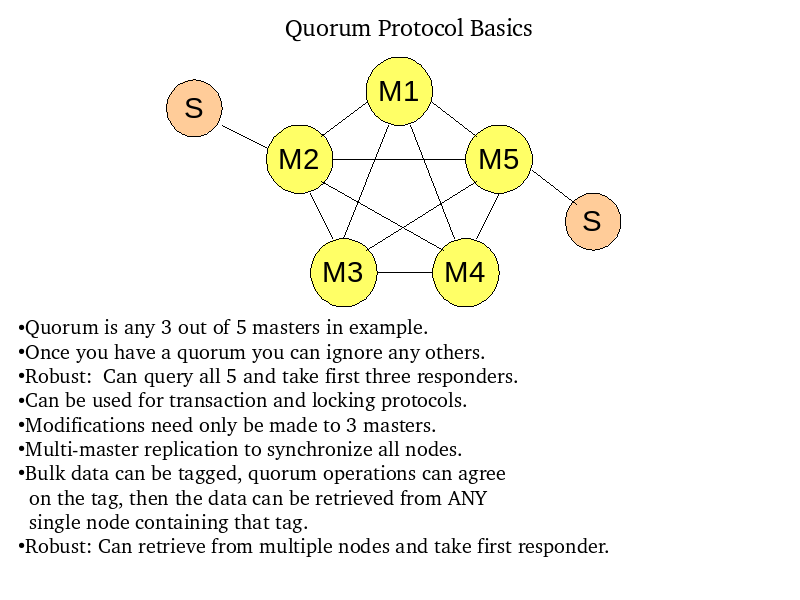 Quorum Protocol Basics
M1
S
M2
M5
S
M3
M4
•Quorum is any 3 out of 5 masters in example.
•Once you have a quorum you can ignore any others.
•Robust:  Can query all 5 and take first three responders.
•Can be used for transaction and locking protocols.
•Modifications need only be made to 3 masters.
•Multi-master replication to synchronize all nodes.
•Bulk data can be tagged, quorum operations can agree
on the tag, then the data can be retrieved from ANY
single node containing that tag.
•Robust: Can retrieve from multiple nodes and take first responder.